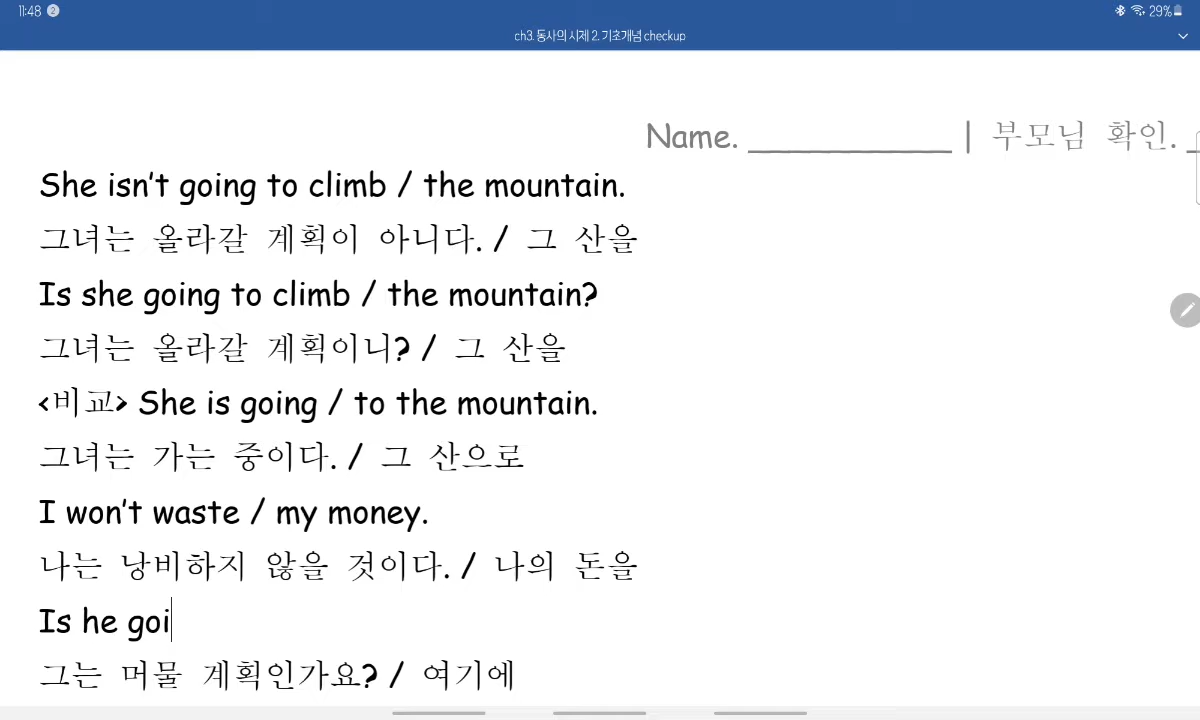 11:48 2 29%
ch3. 동사의 시제 2. 기초개념 checkup
Name. __________ | 부모님 확인. _
She isn't going to climb / the mountain.
그녀는 올라갈 계획이 아니다. / 그 산을
Is she going to climb / the mountain?
그녀는 올라갈 계획이니? / 그 산을
<비교> She is going / to the mountain.
그녀는 가는 중이다. / 그 산으로
I won't waste / my money.
나는 낭비하지 않을 것이다. / 나의 돈을
Is he goi
그는 머물 계획인가요? / 여기에